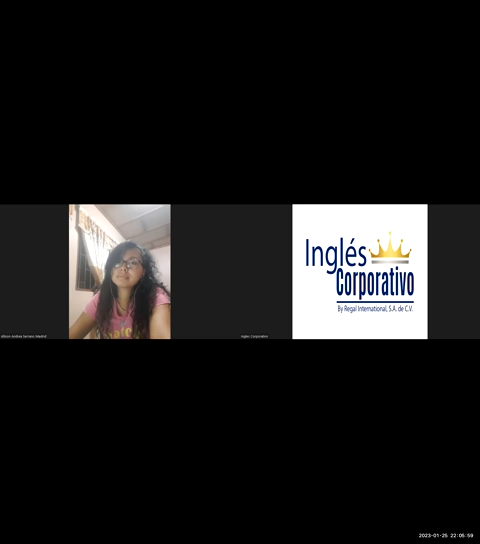 Inglés
Corporativo
By Regal International, S.A. de C.V.
Inglés Corporativo
2023-01-25 22:05:59